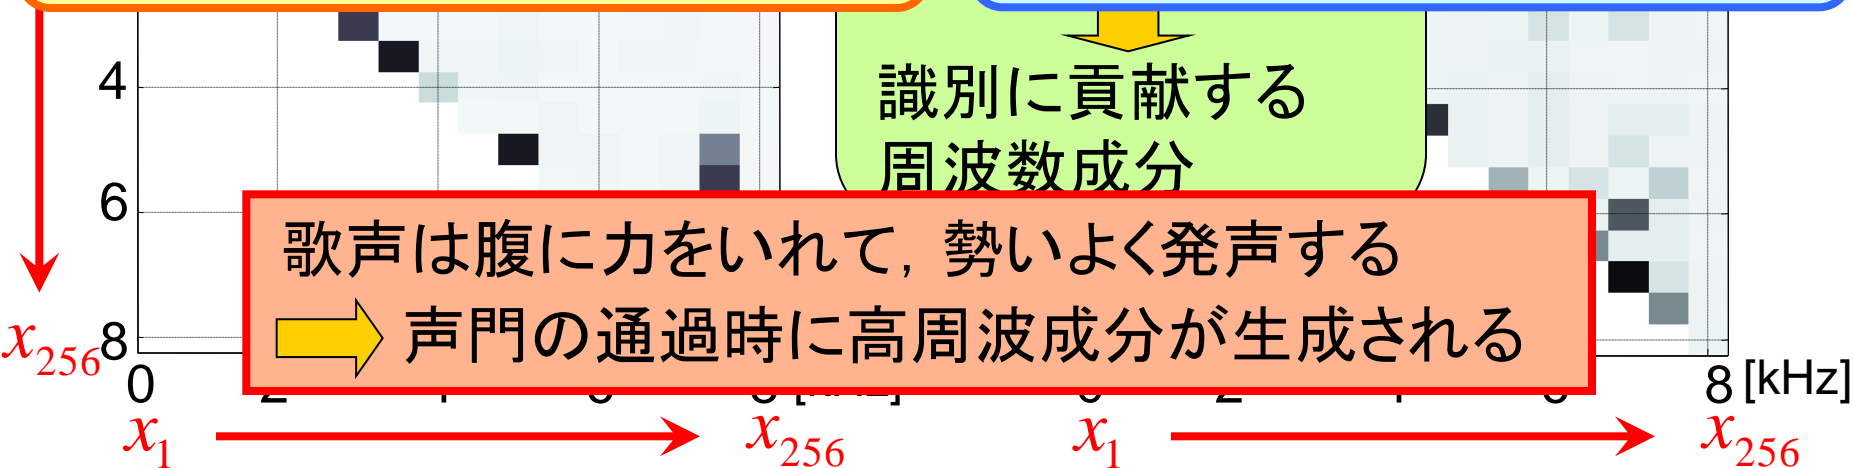 4
識別に貢献する
周波数成分
6
歌声は腹に力をいれて, 勢いよく発声する
声門の通過時に高周波成分が生成される
x256
8
0
8 [kHz]
x1
x256
x1
x256